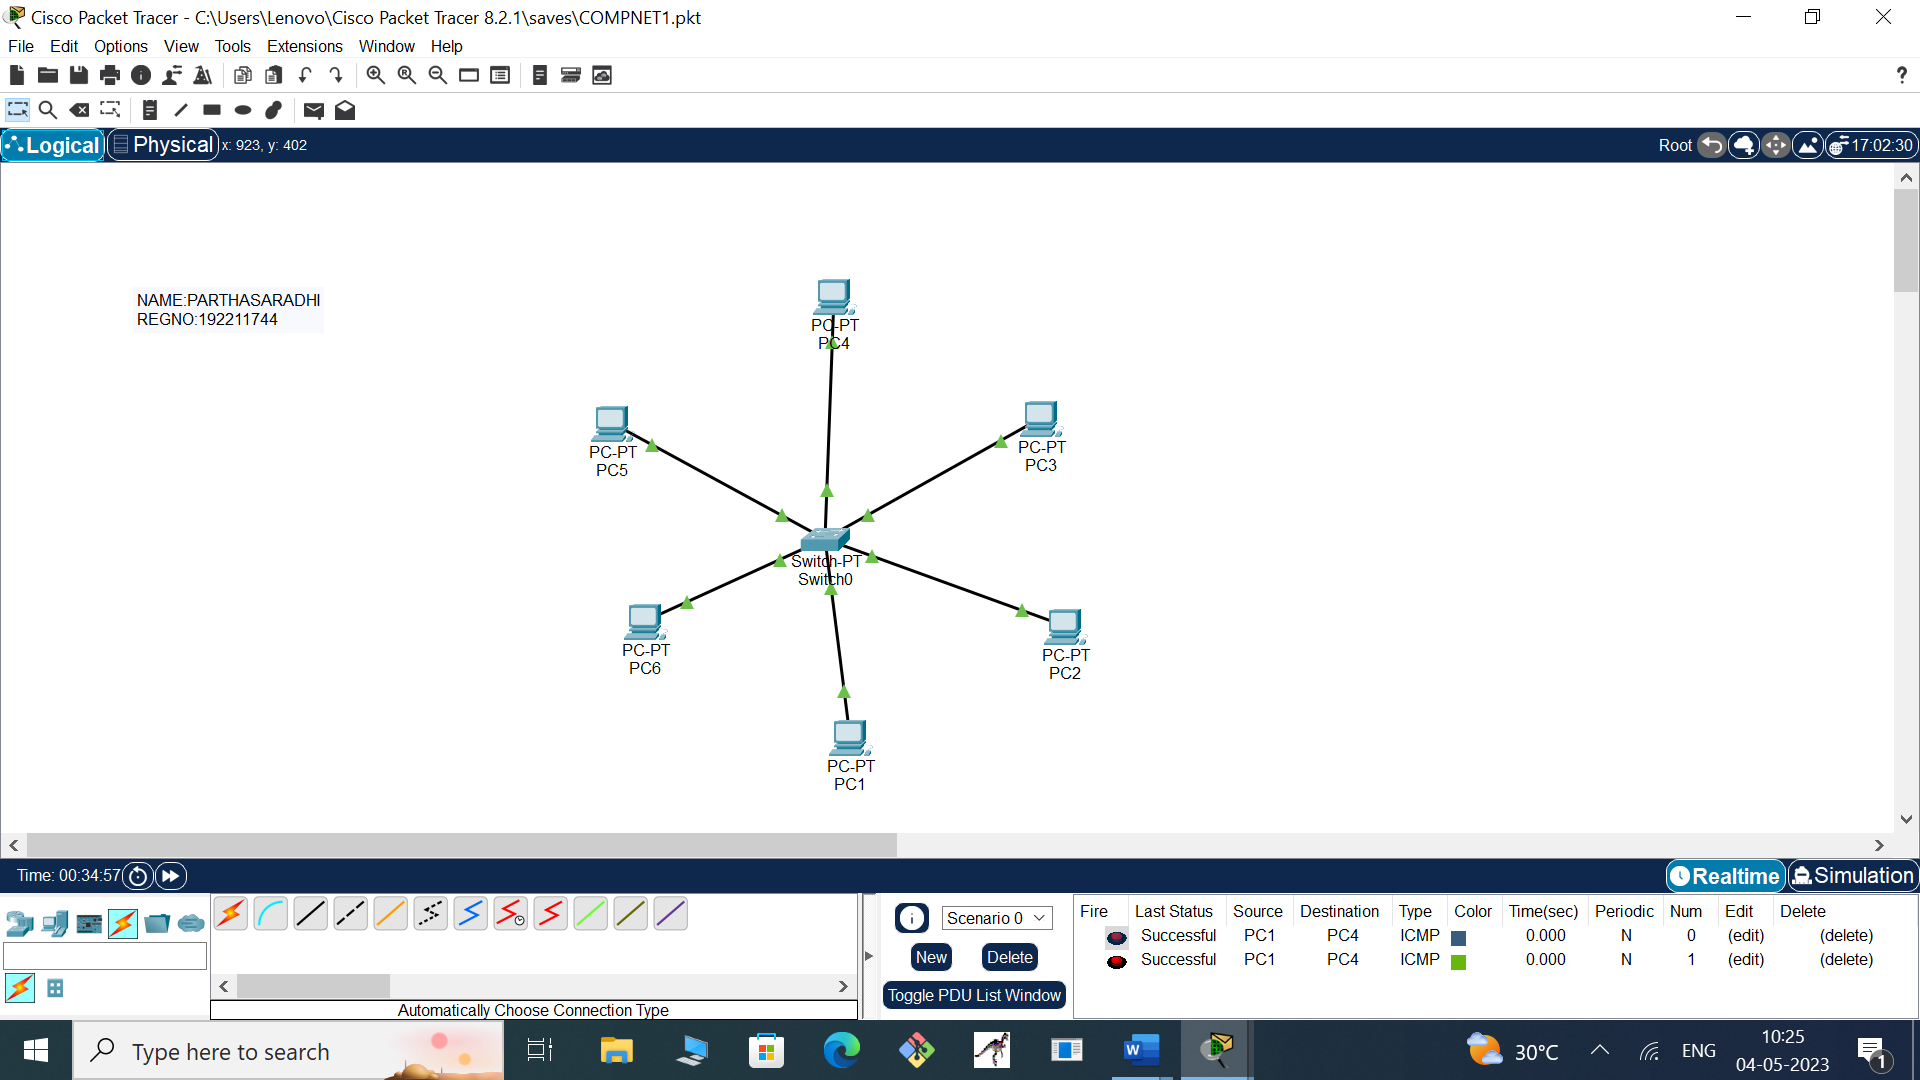 Cisco Packet Tracer - C:\Users\Lenovo\Cisco Packet Tracer 8.2.1\saves\COMPNET1.pkt
File Edit Options View Tools Extensions Window Help
?
Logical Physical x: 923, y: 402 Root 17:02:30
NAME:PARTHASARADHI
REGNO:192211744
PC-PT
PC4
PC-PT
PC5
PC-PT
PC3
Switch-PT
Switch0
PC-PT
PC6
PC-PT
PC2
PC-PT
PC1
Time: 00:34:57 Realtime Simulation
Scenario 0
New Delete
Toggle PDU List Window
Automatically Choose Connection Type
Fire Last Status Source Destination Type Color Time(sec) Periodic Num Edit Delete
Successful PC1 PC4 ICMP 0.000 N 0 (edit) (delete)
Successful PC1 PC4 ICMP 0.000 N 1 (edit) (delete)
Type here to search
30°C ENG
10:25
04-05-2023
1